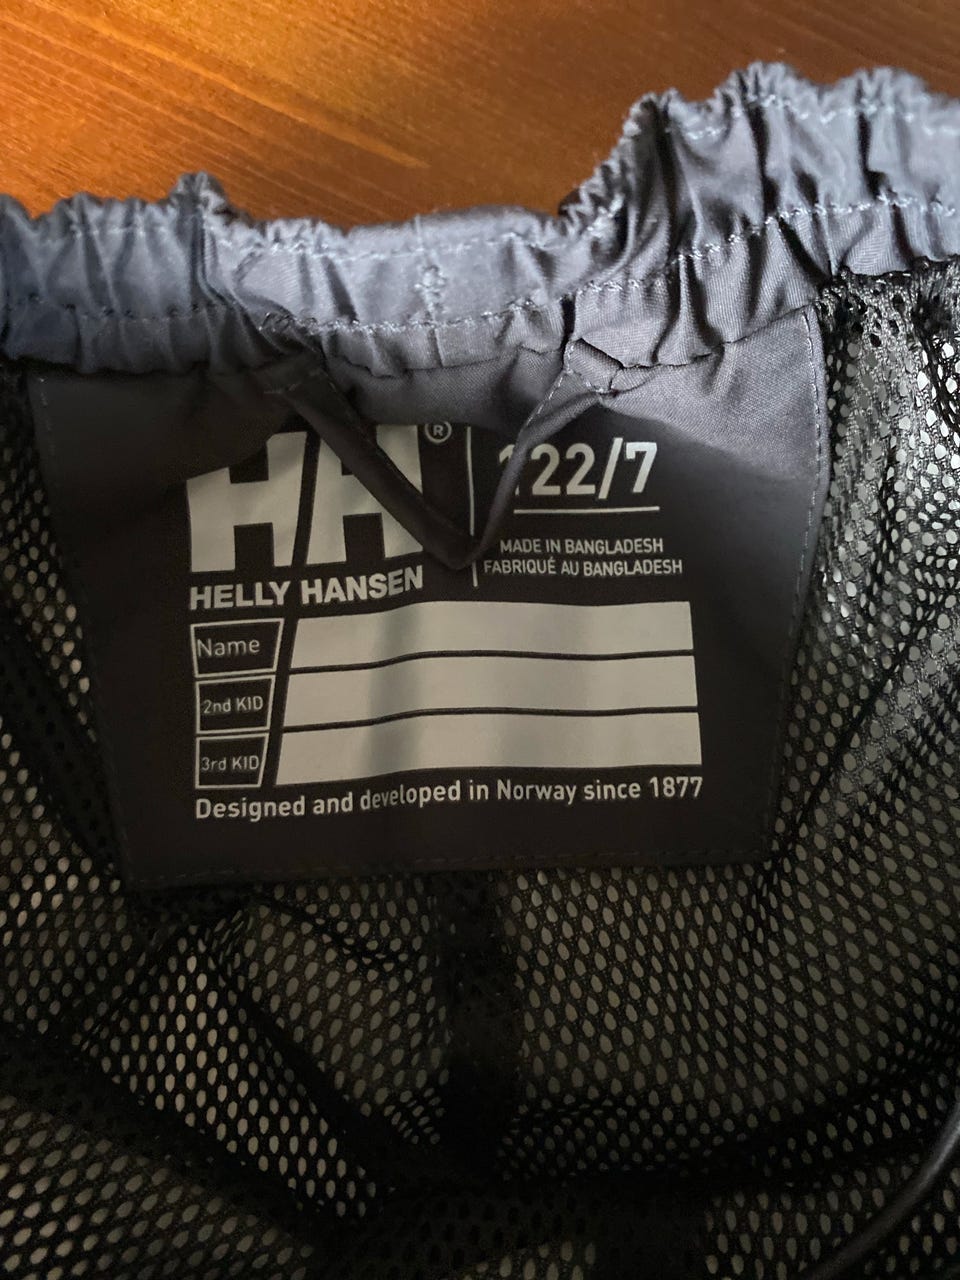 HH®
HELLY HANSEN
122/7
MADE IN BANGLADESH
FABRIQUÉ AU BANGLADESH
Name
2nd KID
3rd KID
Designed and developed in Norway since 1877